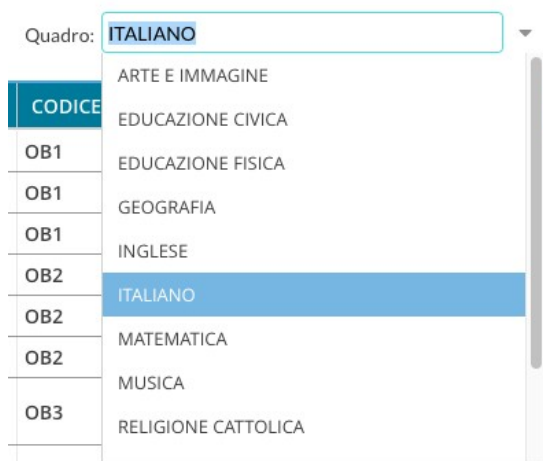 Quadro: ITALIANO
ARTE E IMMAGINE
CODICE
EDUCAZIONE CIVICA
OB1
EDUCAZIONE FISICA
OB1
GEOGRAFIA
OB1
INGLESE
OB2
ITALIANO
OB2
MATEMATICA
OB2
MUSICA
OB3
RELIGIONE CATTOLICA